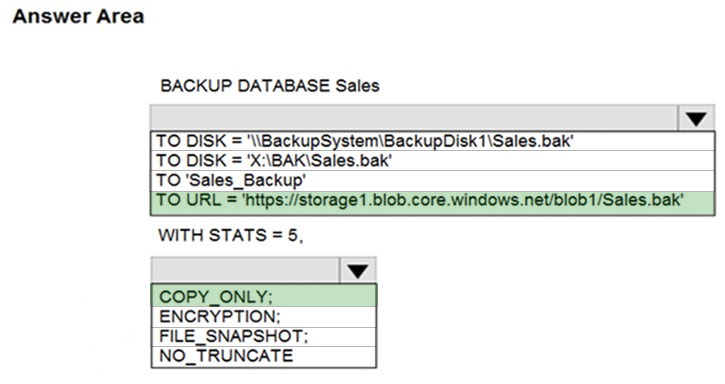 Answer Area
BACKUP DATABASE Sales
TO DISK = '\\BackupSystem\BackupDisk1\Sales.bak'
TO DISK = 'X:\BAK\Sales.bak'
TO 'Sales_Backup'
TO URL = 'https://storage1.blob.core.windows.net/blob1/Sales.bak'
WITH STATS = 5,
COPY_ONLY;
ENCRYPTION;
FILE_SNAPSHOT;
NO_TRUNCATE